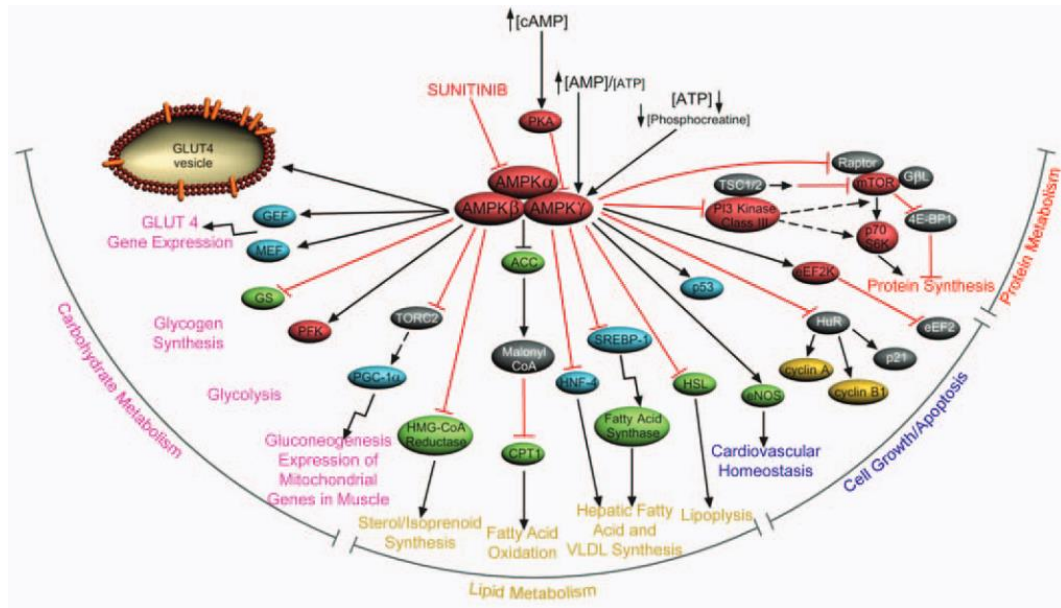 [cAMP]
[AMP]/[ATP]
SUNITINIB
[ATP]
[Phosphocreatine]
PKA
GLUT4
vesicle
AMPKα
AMPKβ
AMPKγ
Raptor
mTOR
GβL
TSC1/2
PI3 Kinase
Class III
4E-BP1
p70
S6K
GEF
MEF
GLUT 4
Gene Expression
ACC
p53
eEF2K
Protein Synthesis
GS
PFK
Glycogen
Synthesis
TORC2
HuR
eEF2
Malonyl
CoA
SREBP-1
cyclin A
p21
cyclin B1
PGC-1α
HNF-4
HSL
eNOS
Glycolysis
HMG-CoA
Reductase
Fatty Acid
Synthase
CPT1
Gluconeogenesis
Expression of
Mitochondrial
Genes in Muscle
Cardiovascular
Homeostasis
Sterol/Isoprenoid
Synthesis
Fatty Acid
Oxidation
Hepatic Fatty
Acid and
VLDL Synthesis
Lipoplysis
Carbohydrate Metabolism
Lipid Metabolism
Cell Growth/Apoptosis
Protein Metabolism